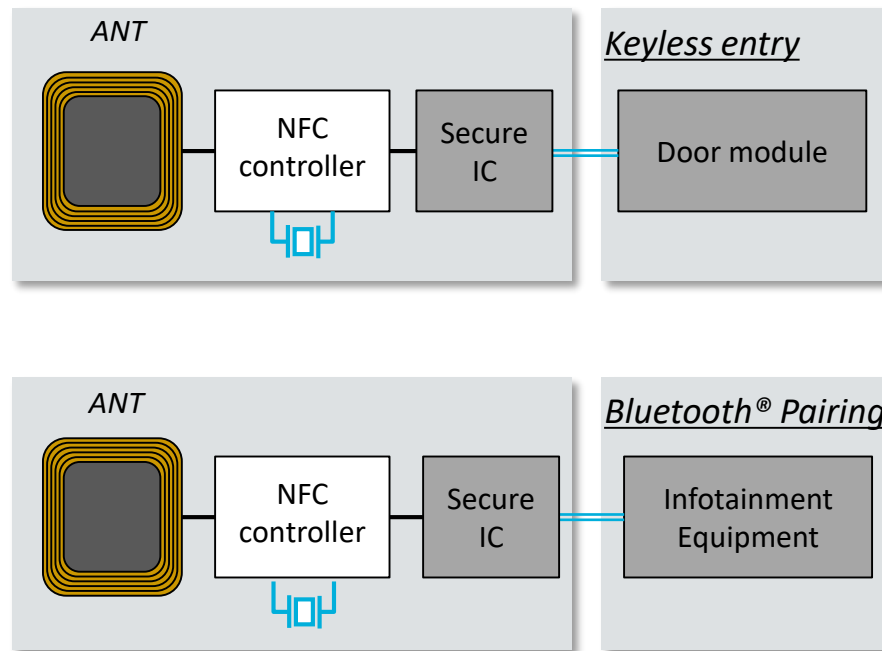 ANT
Keyless entry
NFC
controller
Secure
IC
Door module
ANT
Bluetooth® Pairing
NFC
controller
Secure
IC
Infotainment
Equipment